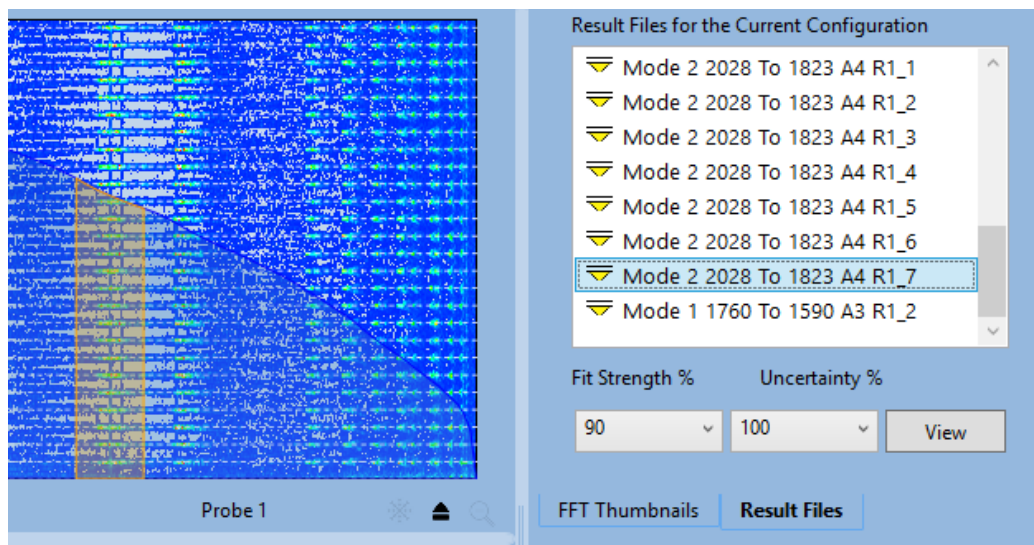 Result Files for the Current Configuration
Mode 2 2028 To 1823 A4 R1_1
Mode 2 2028 To 1823 A4 R1_2
Mode 2 2028 To 1823 A4 R1_3
Mode 2 2028 To 1823 A4 R1_4
Mode 2 2028 To 1823 A4 R1_5
Mode 2 2028 To 1823 A4 R1_6
Mode 2 2028 To 1823 A4 R1_7
Mode 1 1760 To 1590 A3 R1_2
Fit Strength % Uncertainty %
90 100 View
Probe 1
FFT Thumbnails Result Files